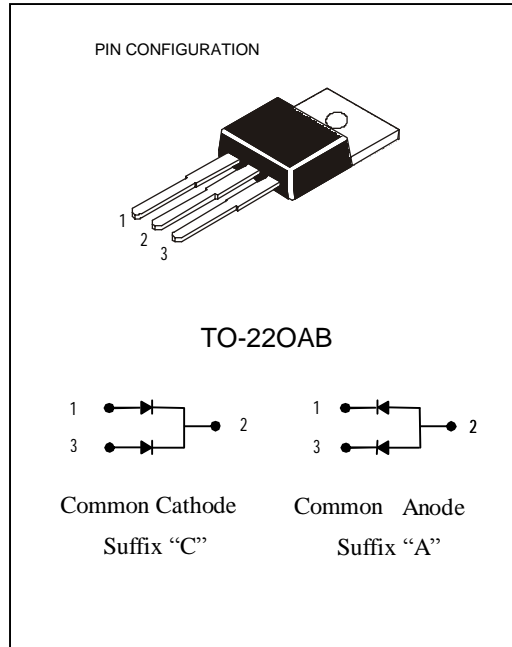 PIN CONFIGURATION
1
2
3
TO-22OAB
1 2
3
1 2
3
Common Cathode
Suffix “C”
Common Anode
Suffix “A”